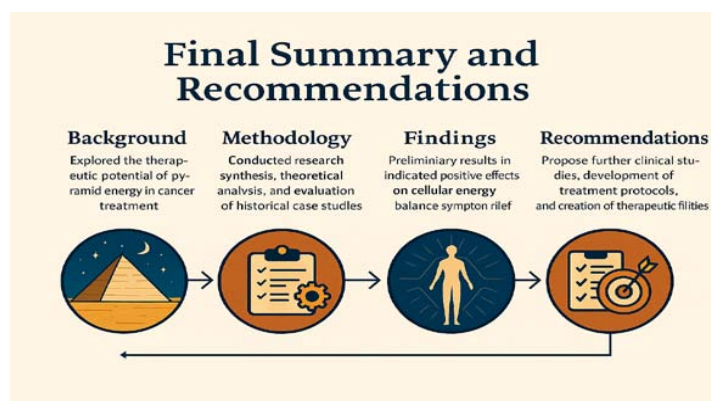 Final Summary and
Recommendations
Background
Explored the therap-
eutic potential of py-
ramid energy in cancer
treatment
Methodology
Conducted research
synthesis, theoretical
analvsis, and evaluation
of historical case studies
Findings
Preliminiary results in
indicated positive effects
on cellular energy
balance sympton rilef
Recommendations
Propose further clinical stu-
dies, development of
treatment protocols,
and creation of therapeutic filities